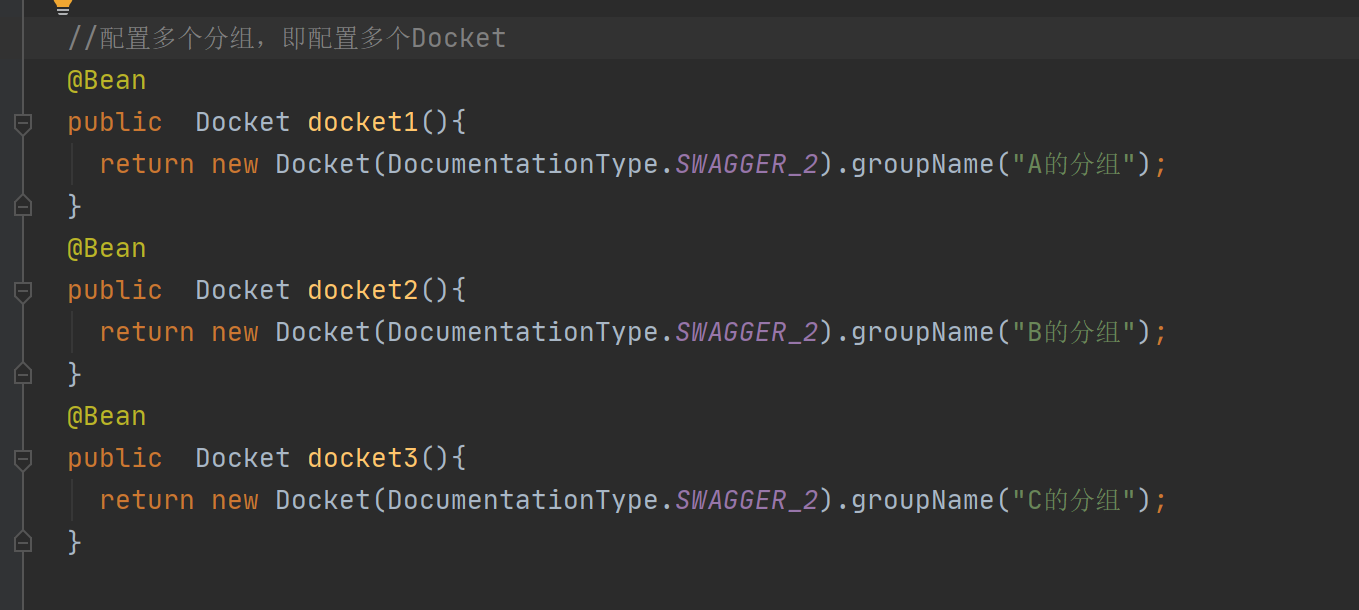 //配置多个分组，即配置多个Docket
@Bean
public  Docket docket1(){
  return new Docket(DocumentationType.SWAGGER_2).groupName("A的分组");
}
@Bean
public  Docket docket2(){
  return new Docket(DocumentationType.SWAGGER_2).groupName("B的分组");
}
@Bean
public  Docket docket3(){
  return new Docket(DocumentationType.SWAGGER_2).groupName("C的分组");
}